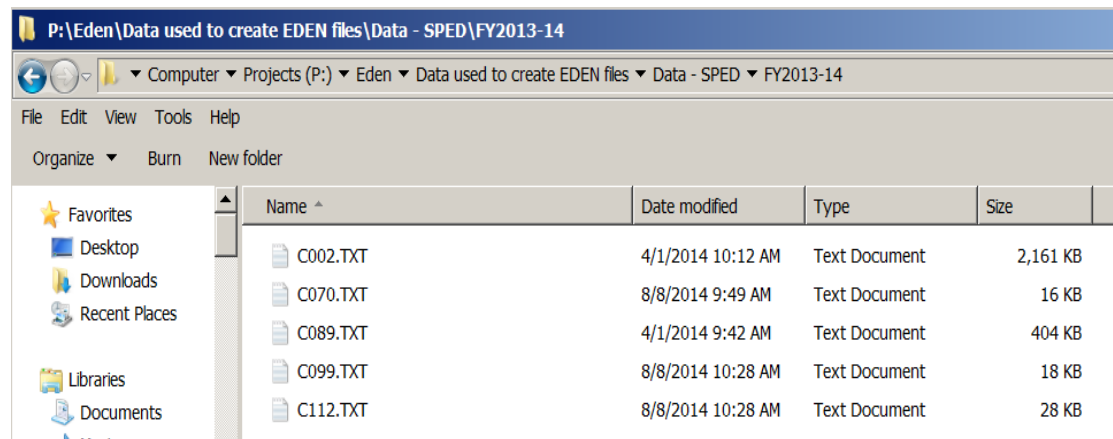 P:\Eden\Data used to create EDEN files\Data - SPED\FY2013-14
Computer Projects (P:) Eden Data used to create EDEN files Data - SPED FY2013-14
File Edit View Tools Help
Organize Burn New folder
Favorites
Desktop
Downloads
Recent Places
Libraries
Documents
Name Date modified Type Size
C002.TXT 4/1/2014 10:12 AM Text Document 2,161 KB
C070.TXT 8/8/2014 9:49 AM Text Document 16 KB
C089.TXT 4/1/2014 9:42 AM Text Document 404 KB
C099.TXT 8/8/2014 10:28 AM Text Document 18 KB
C112.TXT 8/8/2014 10:28 AM Text Document 28 KB